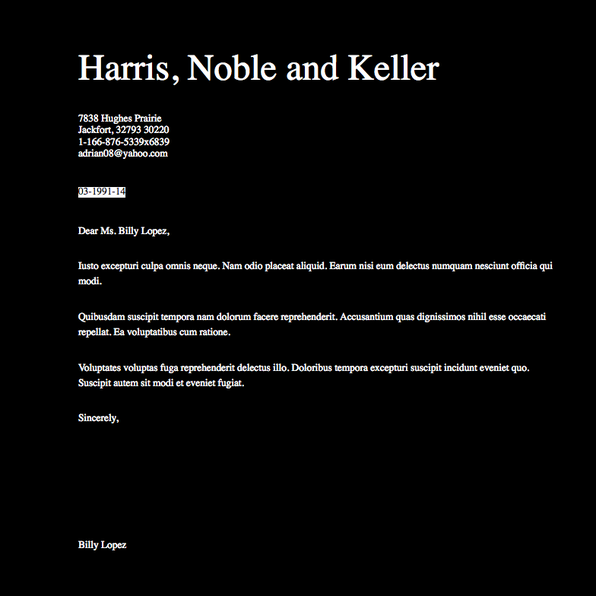 Harris, Noble and Keller
7838 Hughes Prairie
Jackfort, 32793 30220
1-166-876-5339x6839
adrian08@yahoo.com
03-1991-14
Dear Ms. Billy Lopez,
Iusto excepturi culpa omnis neque. Nam odio placeat aliquid. Earum nisi eum delectus numquam nesciunt officia qui
modi.
Quibusdam suscipit tempora nam dolorum facere reprehenderit. Accusantium quas dignissimos nihil esse occaecati
repellat. Ea voluptatibus cum ratione.
Voluptates voluptas fuga reprehenderit delectus illo. Doloribus tempora excepturi suscipit incidunt eveniet quo.
Suscipit autem sit modi et eveniet fugiat.
Sincerely,
Billy Lopez